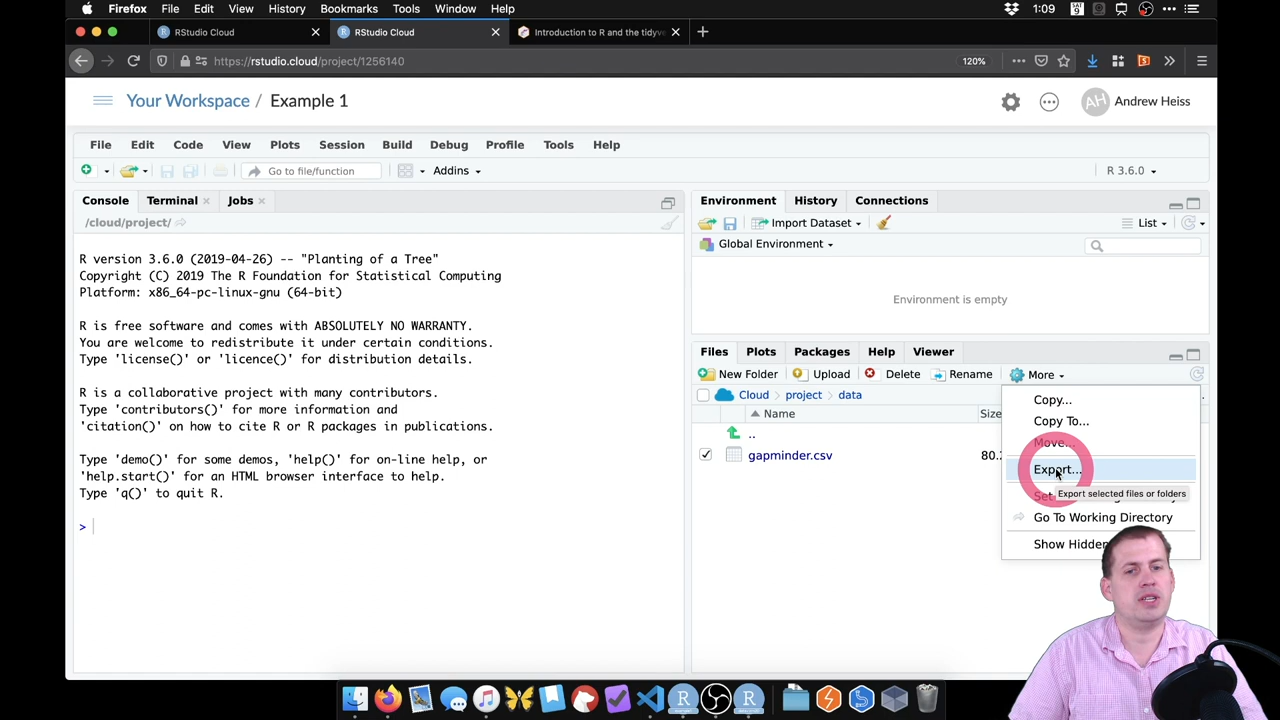 Firefox File Edit View History Bookmarks Tools Window Help 1:09
RStudio Cloud RStudio Cloud Introduction to R and the tidyve
https://rstudio.cloud/project/1256140 120%
Your Workspace / Example 1 AH Andrew Heiss
File Edit Code View Plots Session Build Debug Profile Tools Help
Go to file/function Addins R 3.6.0
Console Terminal Jobs
Environment History Connections
/cloud/project/
Import Dataset List
Global Environment
R version 3.6.0 (2019-04-26) -- "Planting of a Tree"
Copyright (C) 2019 The R Foundation for Statistical Computing
Platform: x86_64-pc-linux-gnu (64-bit)
R is free software and comes with ABSOLUTELY NO WARRANTY.
You are welcome to redistribute it under certain conditions.
Type 'license()' or 'licence()' for distribution details.
R is a collaborative project with many contributors.
Type 'contributors()' for more information and
'citation()' on how to cite R or R packages in publications.
Type 'demo()' for some demos, 'help()' for on-line help, or
'help.start()' for an HTML browser interface to help.
Type 'q()' to quit R.
>
Environment is empty
Files Plots Packages Help Viewer
New Folder Upload Delete Rename More
Cloud project data
Name Size
..
gapminder.csv 80.
Copy...
Copy To...
Move...
Export...
Export selected files or folders
Go To Working Directory
Show Hidden